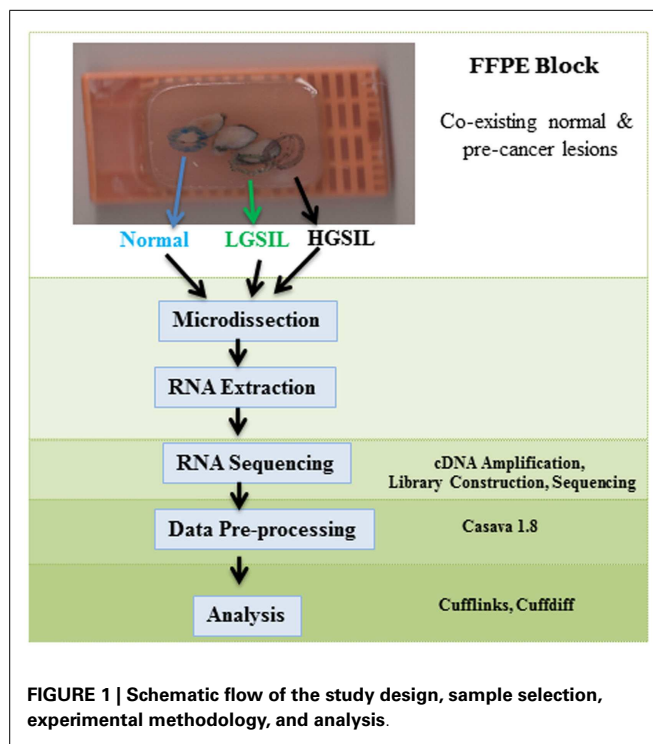 FFPE Block
Co-existing normal &
pre-cancer lesions
Normal LGSIL HGSIL
Microdissection
RNA Extraction
RNA Sequencing
cDNA Amplification,
Library Construction, Sequencing
Data Pre-processing
Casava 1.8
Analysis
Cufflinks, Cuffdiff
FIGURE 1 | Schematic flow of the study design, sample selection,
experimental methodology, and analysis.